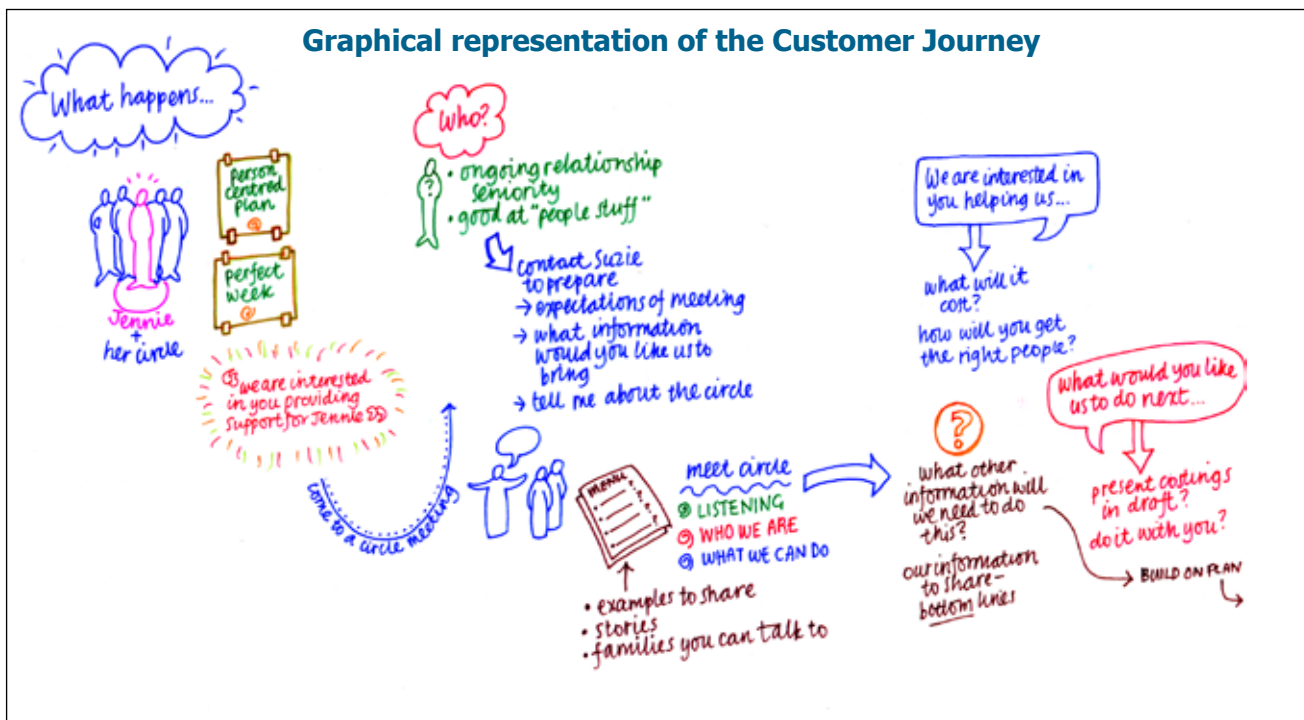 Graphical representation of the Customer Journey
What happens...
person
centred
plan
perfect
week
Jennie
+
her circle
we are interested
in you providing
support for Jennie
come to a circle meeting
Who?
?
• ongoing relationship
seniority
• good at "people stuff"
contact Suzie
to prepare
→ expectations of meeting
→ what information
would you like us to
bring
→ tell me about the circle
MENU
meet circle
LISTENING
WHO WE ARE
WHAT WE CAN DO
• examples to share
• stories
• families you can talk to
We are interested in
you helping us...
what will it
cost?
how will you get
the right people?
?
what other
information will
we need to do
this?
our information
to share-
bottom lines
what would you like
us to do next...
present costings
in draft?
do it with you?
BUILD ON PLAN